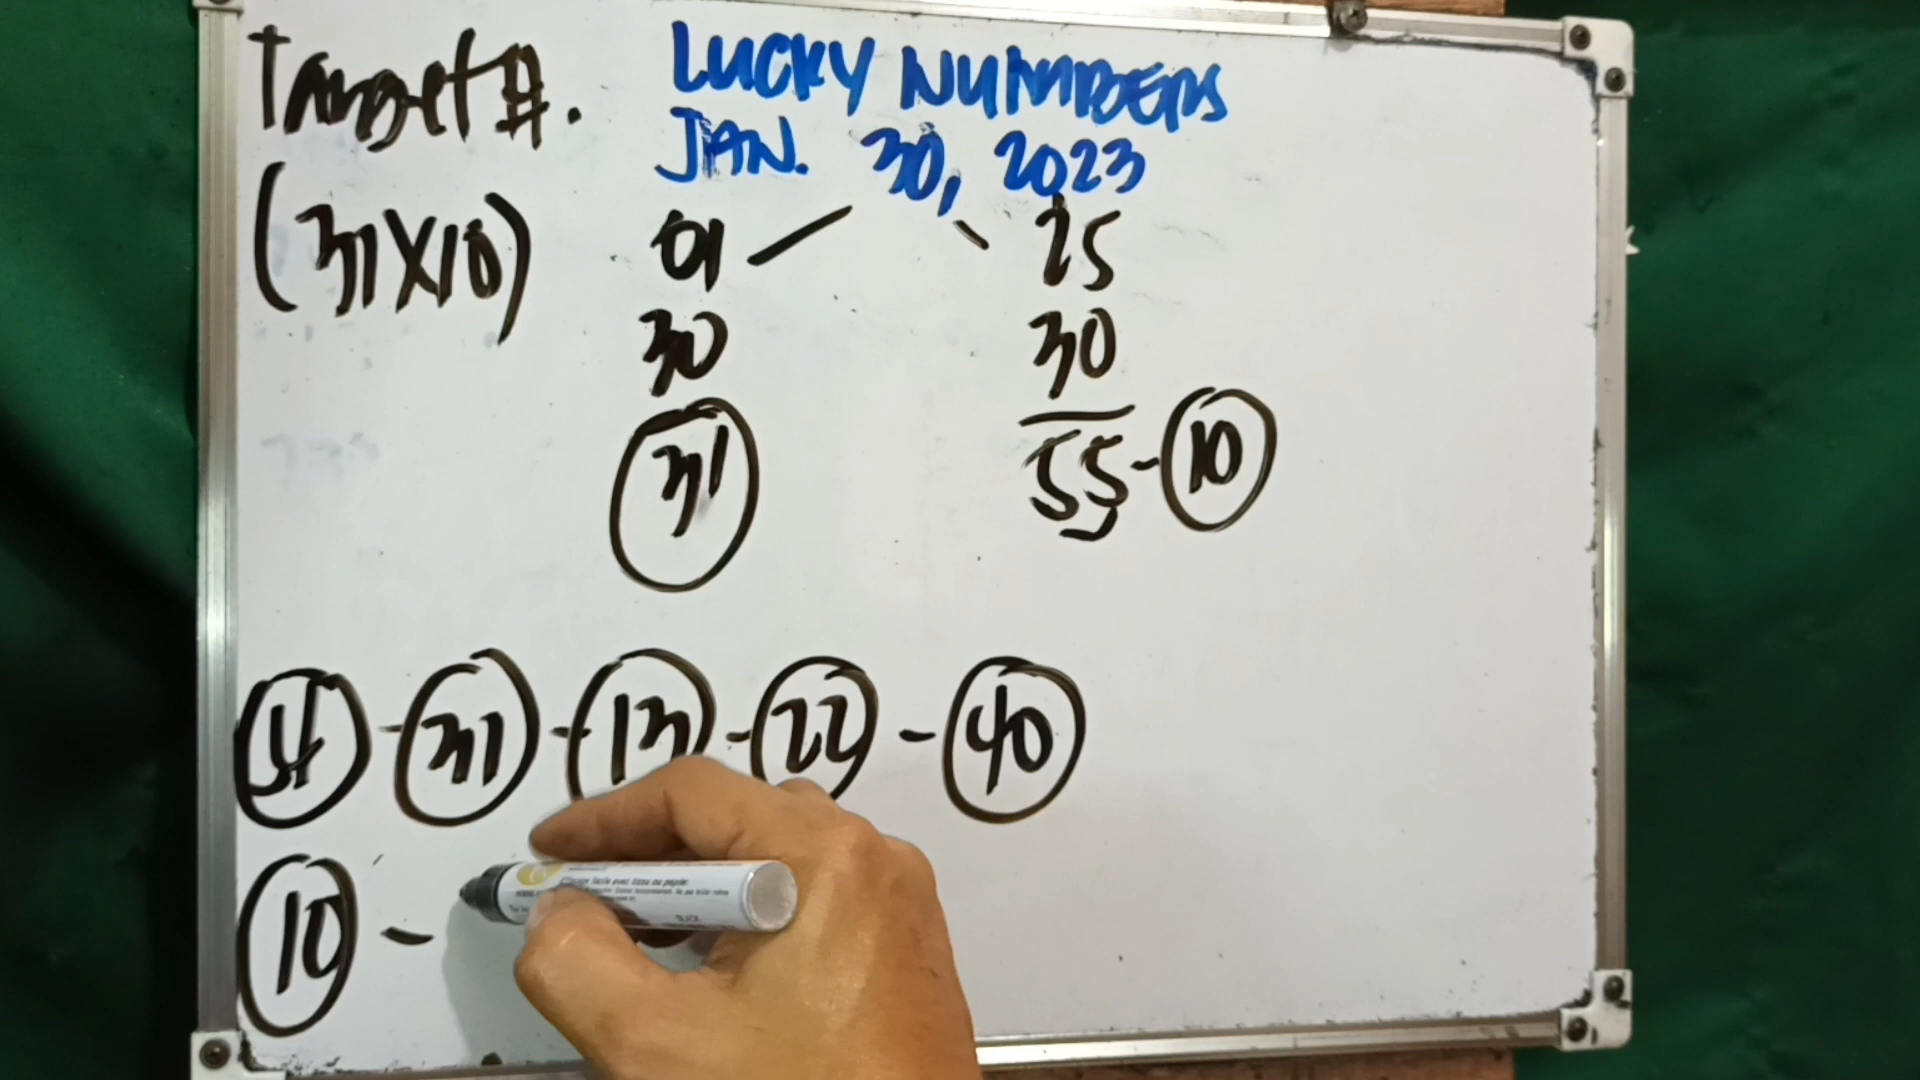 Target #. LUCKY NUMBERS
JAN. 30, 2023
(31X10) 01 25
30 30
31 55-10
- 31 - 13 - 22 - 40
10 -